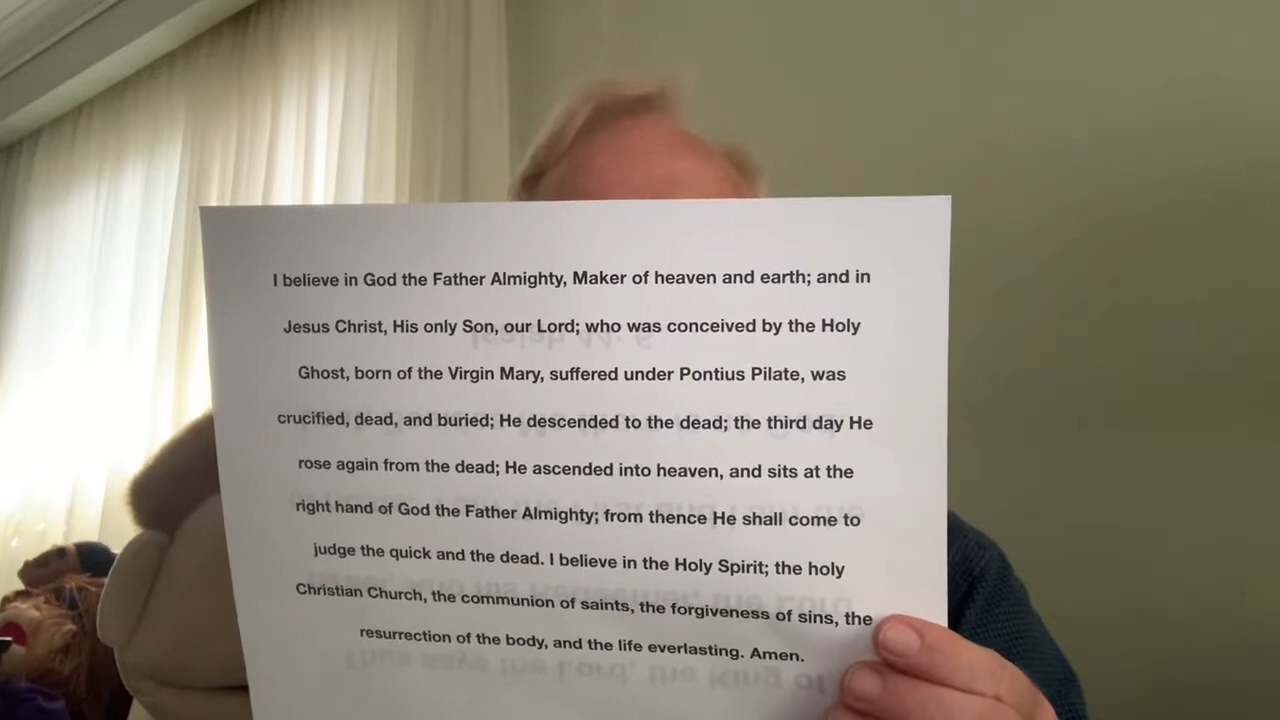 I believe in God the Father Almighty, Maker of heaven and earth; and in
Jesus Christ, His only Son, our Lord; who was conceived by the Holy
Ghost, born of the Virgin Mary, suffered under Pontius Pilate, was
crucified, dead, and buried; He descended to the dead; the third day He
rose again from the dead; He ascended into heaven, and sits at the
right hand of God the Father Almighty; from thence He shall come to
judge the quick and the dead. I believe in the Holy Spirit; the holy
Christian Church, the communion of saints, the forgiveness of sins, the
resurrection of the body, and the life everlasting. Amen.